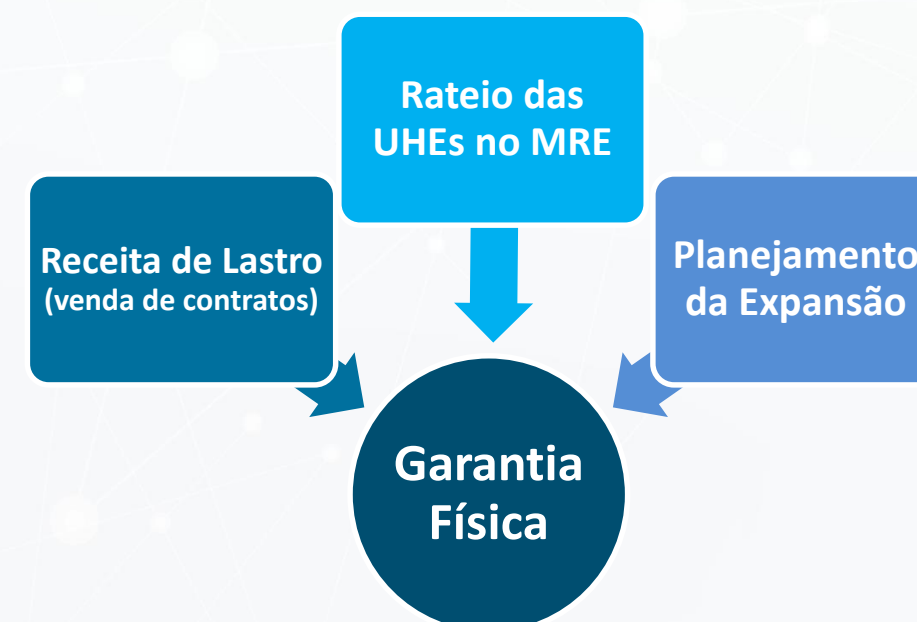 Rateio das
UHEs no MRE
Receita de Lastro
(venda de contratos)
Planejamento
da Expansão
Garantia
Física